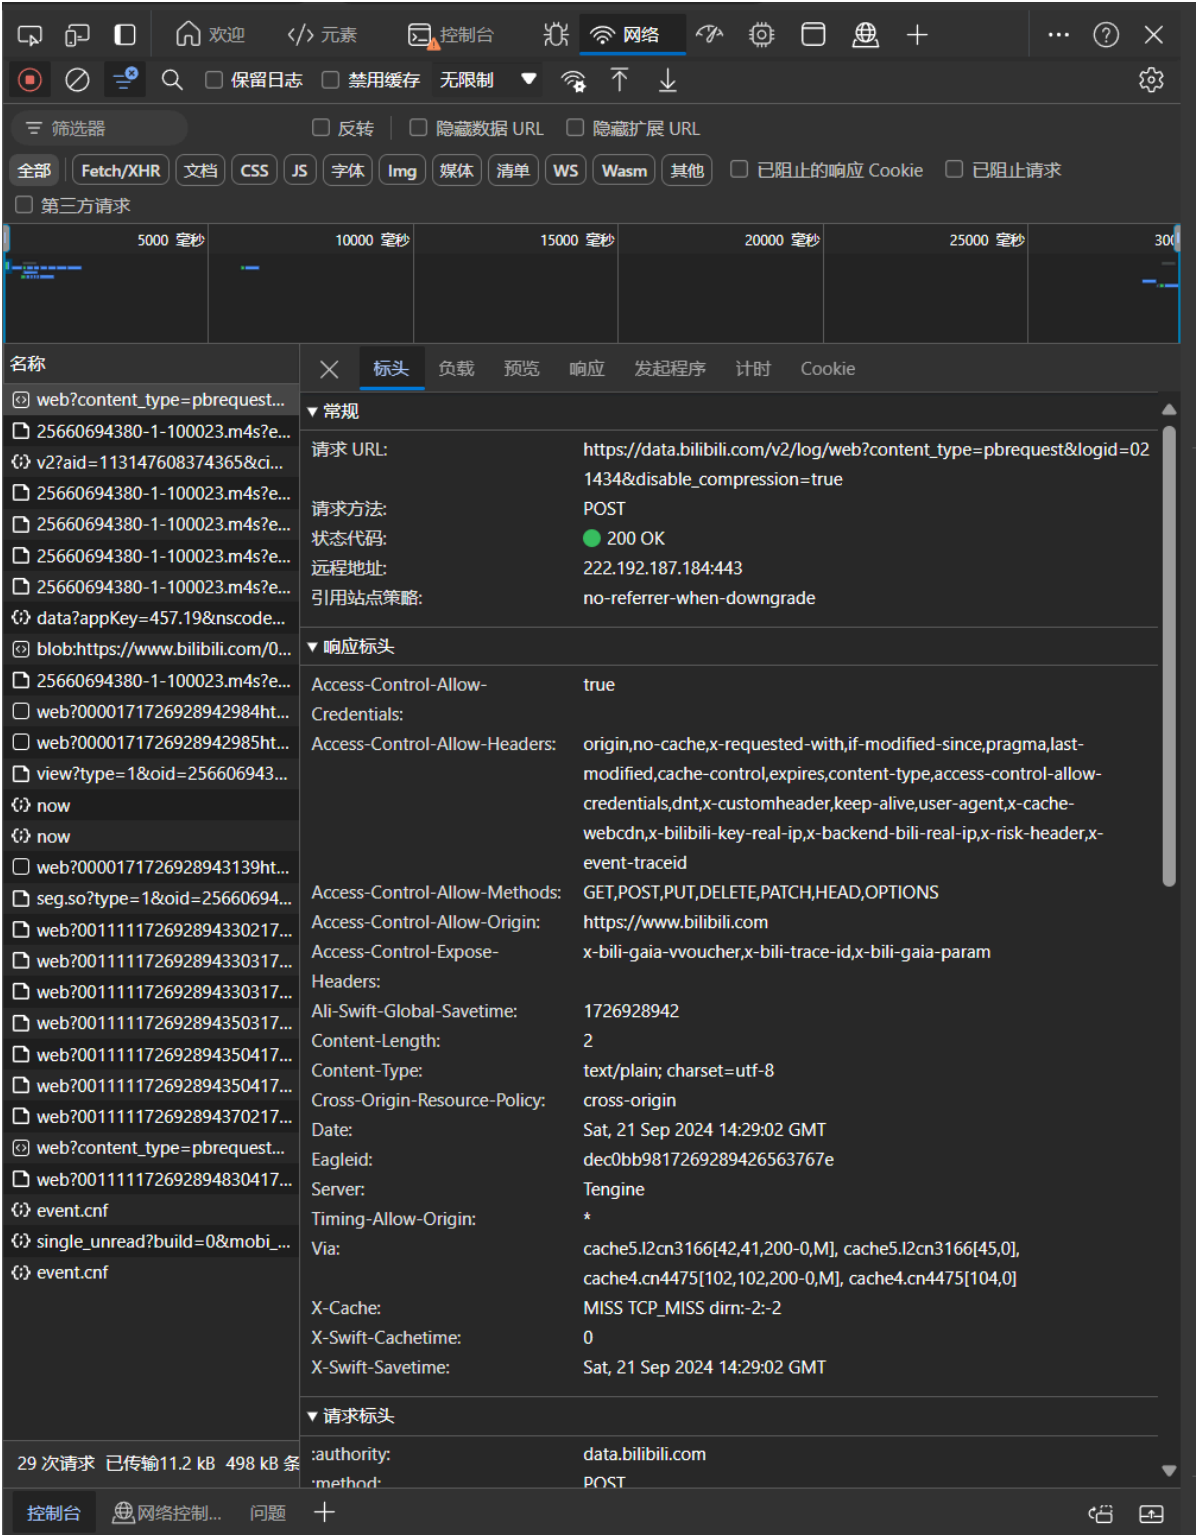 欢迎 元素 控制台 网络
保留日志 禁用缓存 无限制
筛选器 反转 隐藏数据 URL 隐藏扩展 URL
全部 Fetch/XHR 文档 CSS JS 字体 Img 媒体 清单 WS Wasm 其他 已阻止的响应 Cookie 已阻止请求
第三方请求
5000 毫秒 10000 毫秒 15000 毫秒 20000 毫秒 25000 毫秒 300
名称
web?content_type=pbrequest...
25660694380-1-100023.m4s?e...
v2?aid=113147608374365&ci...
25660694380-1-100023.m4s?e...
25660694380-1-100023.m4s?e...
25660694380-1-100023.m4s?e...
25660694380-1-100023.m4s?e...
data?appKey=457.19&nscode...
blob:https://www.bilibili.com/0...
25660694380-1-100023.m4s?e...
web?0000171726928942984ht...
web?0000171726928942985ht...
view?type=1&oid=256606943...
now
now
web?0000171726928943139ht...
seg.so?type=1&oid=25660694...
web?001111172692894330217...
web?001111172692894330317...
web?001111172692894330317...
web?001111172692894350317...
web?001111172692894350417...
web?001111172692894350417...
web?001111172692894370217...
web?content_type=pbrequest...
web?001111172692894830417...
event.cnf
single_unread?build=0&mobi_...
event.cnf
29 次请求 已传输11.2 kB 498 kB 条
标头 负载 预览 响应 发起程序 计时 Cookie
常规
请求 URL: https://data.bilibili.com/v2/log/web?content_type=pbrequest&logid=02
1434&disable_compression=true
请求方法: POST
状态代码: 200 OK
远程地址: 222.192.187.184:443
引用站点策略: no-referrer-when-downgrade
响应标头
Access-Control-Allow- true
Credentials:
Access-Control-Allow-Headers: origin,no-cache,x-requested-with,if-modified-since,pragma,last-
modified,cache-control,expires,content-type,access-control-allow-
credentials,dnt,x-customheader,keep-alive,user-agent,x-cache-
webcdn,x-bilibili-key-real-ip,x-backend-bili-real-ip,x-risk-header,x-
event-traceid
Access-Control-Allow-Methods: GET,POST,PUT,DELETE,PATCH,HEAD,OPTIONS
Access-Control-Allow-Origin: https://www.bilibili.com
Access-Control-Expose- x-bili-gaia-vvoucher,x-bili-trace-id,x-bili-gaia-param
Headers:
Ali-Swift-Global-Savetime: 1726928942
Content-Length: 2
Content-Type: text/plain; charset=utf-8
Cross-Origin-Resource-Policy: cross-origin
Date: Sat, 21 Sep 2024 14:29:02 GMT
Eagleid: dec0bb9817269289426563767e
Server: Tengine
Timing-Allow-Origin: *
Via: cache5.l2cn3166[42,41,200-0,M], cache5.l2cn3166[45,0],
cache4.cn4475[102,102,200-0,M], cache4.cn4475[104,0]
X-Cache: MISS TCP_MISS dirn:-2:-2
X-Swift-Cachetime: 0
X-Swift-Savetime: Sat, 21 Sep 2024 14:29:02 GMT
请求标头
:authority: data.bilibili.com
:method: POST
控制台 网络控制... 问题